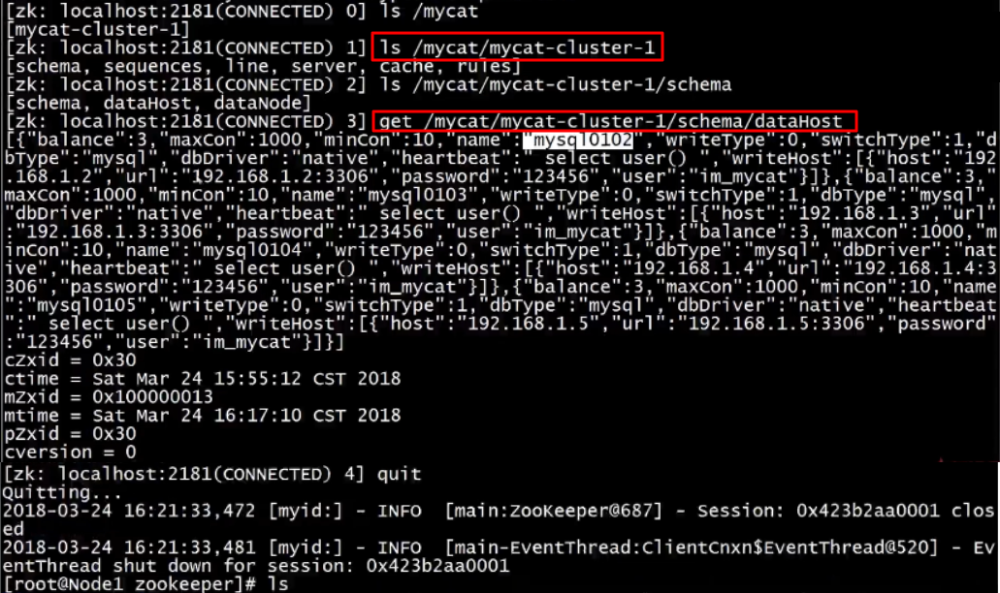 [zk: localhost:2181(CONNECTED) 0] ls /mycat
[mycat-cluster-1]
[zk: localhost:2181(CONNECTED) 1] ls /mycat/mycat-cluster-1
[schema, sequences, line, server, cache, rules]
[zk: localhost:2181(CONNECTED) 2] ls /mycat/mycat-cluster-1/schema
[schema, dataHost, dataNode]
[zk: localhost:2181(CONNECTED) 3] get /mycat/mycat-cluster-1/schema/dataHost
[{"balance":3,"maxCon":1000,"minCon":10,"name":"mysql0102","writeType":0,"switchType":1,"d
bType":"mysql","dbDriver":"native","heartbeat":" select user() ","writeHost":[{"host":"192
.168.1.2","url":"192.168.1.2:3306","password":"123456","user":"im_mycat"}]},{"balance":3,"
maxCon":1000,"minCon":10,"name":"mysql0103","writeType":0,"switchType":1,"dbType":"mysql",
"dbDriver":"native","heartbeat":" select user() ","writeHost":[{"host":"192.168.1.3","url"
:"192.168.1.3:3306","password":"123456","user":"im_mycat"}]},{"balance":3,"maxCon":1000,"m
inCon":10,"name":"mysql0104","writeType":0,"switchType":1,"dbType":"mysql","dbDriver":"nat
ive","heartbeat":" select user() ","writeHost":[{"host":"192.168.1.4","url":"192.168.1.4:3
306","password":"123456","user":"im_mycat"}]},{"balance":3,"maxCon":1000,"minCon":10,"name
":"mysql0105","writeType":0,"switchType":1,"dbType":"mysql","dbDriver":"native","heartbeat
":" select user() ","writeHost":[{"host":"192.168.1.5","url":"192.168.1.5:3306","password"
:"123456","user":"im_mycat"}]}]
cZxid = 0x30
ctime = Sat Mar 24 15:55:12 CST 2018
mZxid = 0x100000013
mtime = Sat Mar 24 16:17:10 CST 2018
pZxid = 0x30
cversion = 0
[zk: localhost:2181(CONNECTED) 4] quit
Quitting...
2018-03-24 16:21:33,472 [myid:] - INFO  [main:ZooKeeper@687] - Session: 0x423b2aa0001 clos
ed
2018-03-24 16:21:33,481 [myid:] - INFO  [main-EventThread:ClientCnxn$EventThread@520] - Ev
entThread shut down for session: 0x423b2aa0001
[root@Node1 zookeeper]# ls